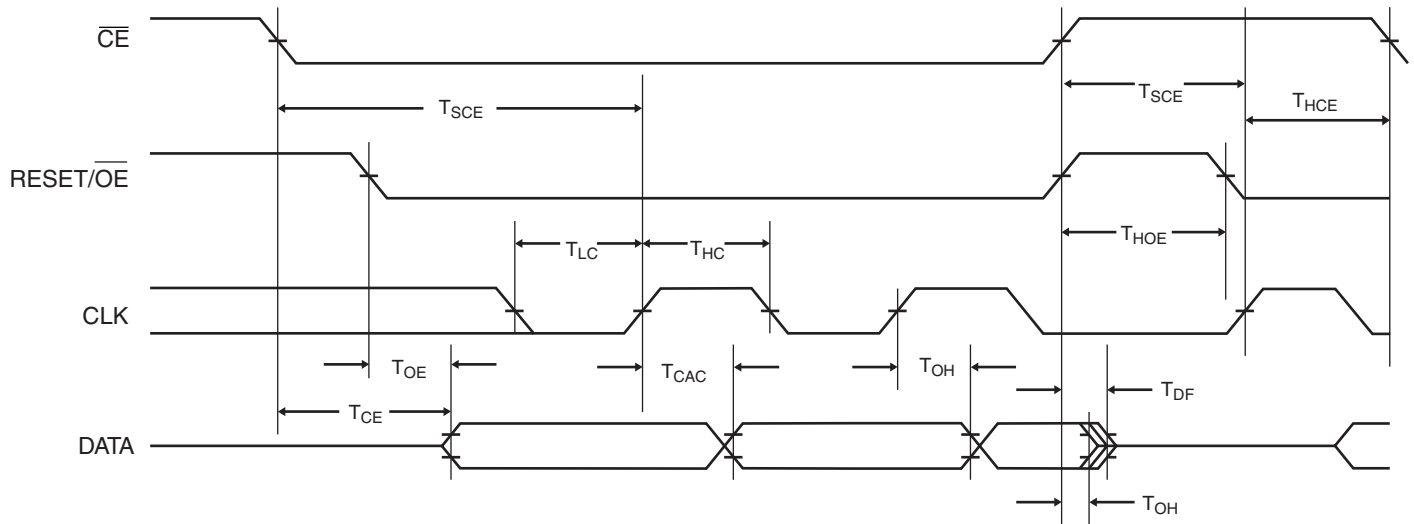 CE
T_SCE
T_SCE
T_HCE
RESET/OE
T_LC
T_HC
T_HOE
CLK
T_OE
T_CAC
T_OH
T_DF
T_CE
DATA
T_OH